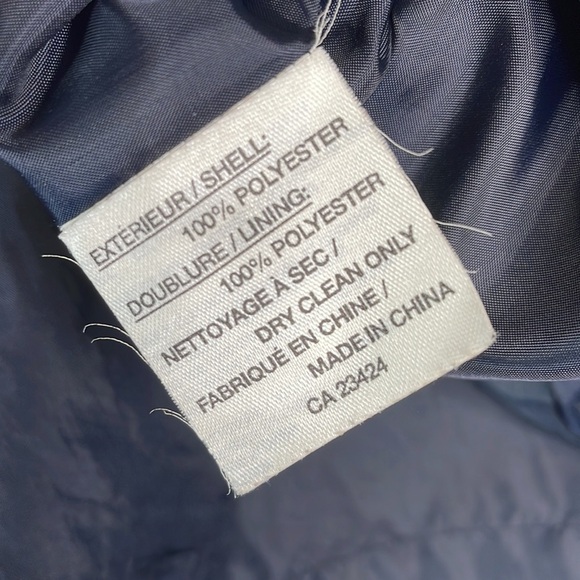 EXTÉRIEUR / SHELL:
100% POLYESTER
DOUBLURE / LINING:
100% POLYESTER
NETTOYAGE À SEC /
DRY CLEAN ONLY
FABRIQUÉ EN CHINE /
MADE IN CHINA
CA 23424